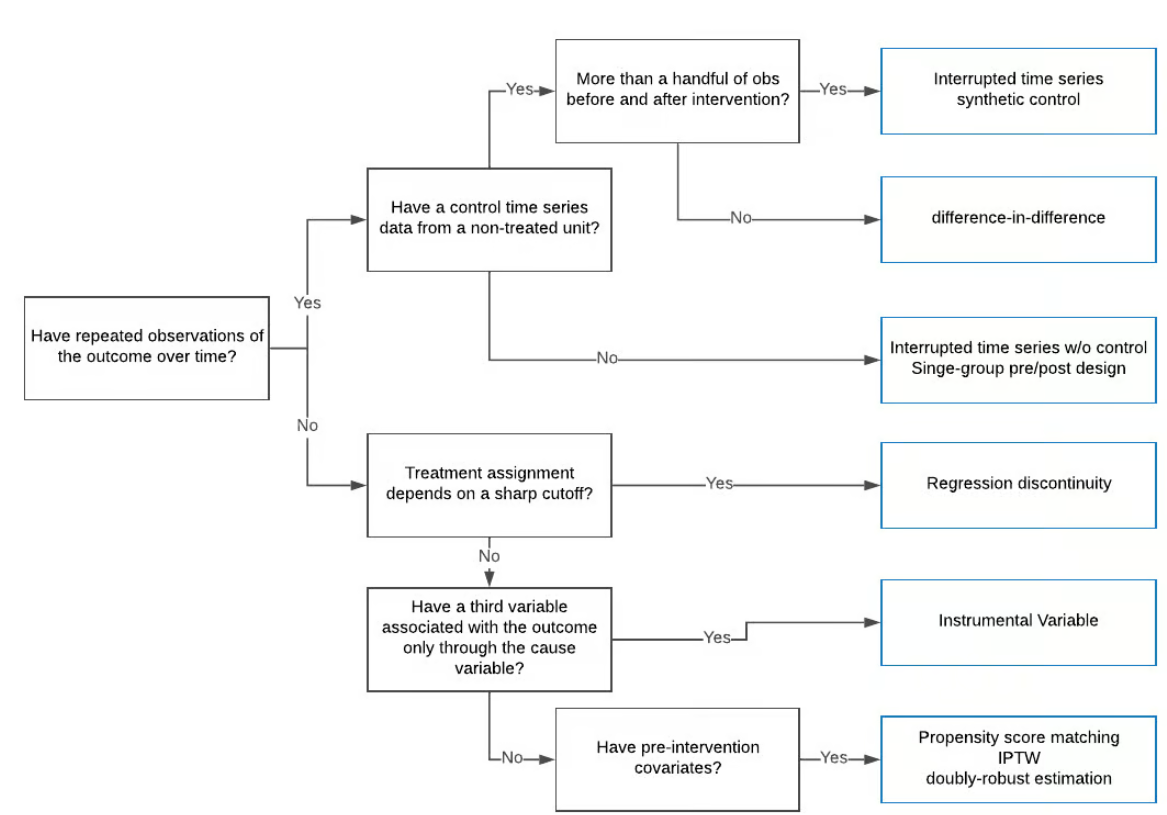 More than a handful of obs
before and after intervention?
Yes
Yes
Interrupted time series
synthetic control
Have a control time series
data from a non-treated unit?
No
difference-in-difference
Have repeated observations of
the outcome over time?
Yes
No
Interrupted time series w/o control
Singe-group pre/post design
No
Treatment assignment
depends on a sharp cutoff?
Yes
Regression discontinuity
No
Have a third variable
associated with the outcome
only through the cause
variable?
Yes
Instrumental Variable
No
Have pre-intervention
covariates?
Yes
Propensity score matching
IPTW
doubly-robust estimation